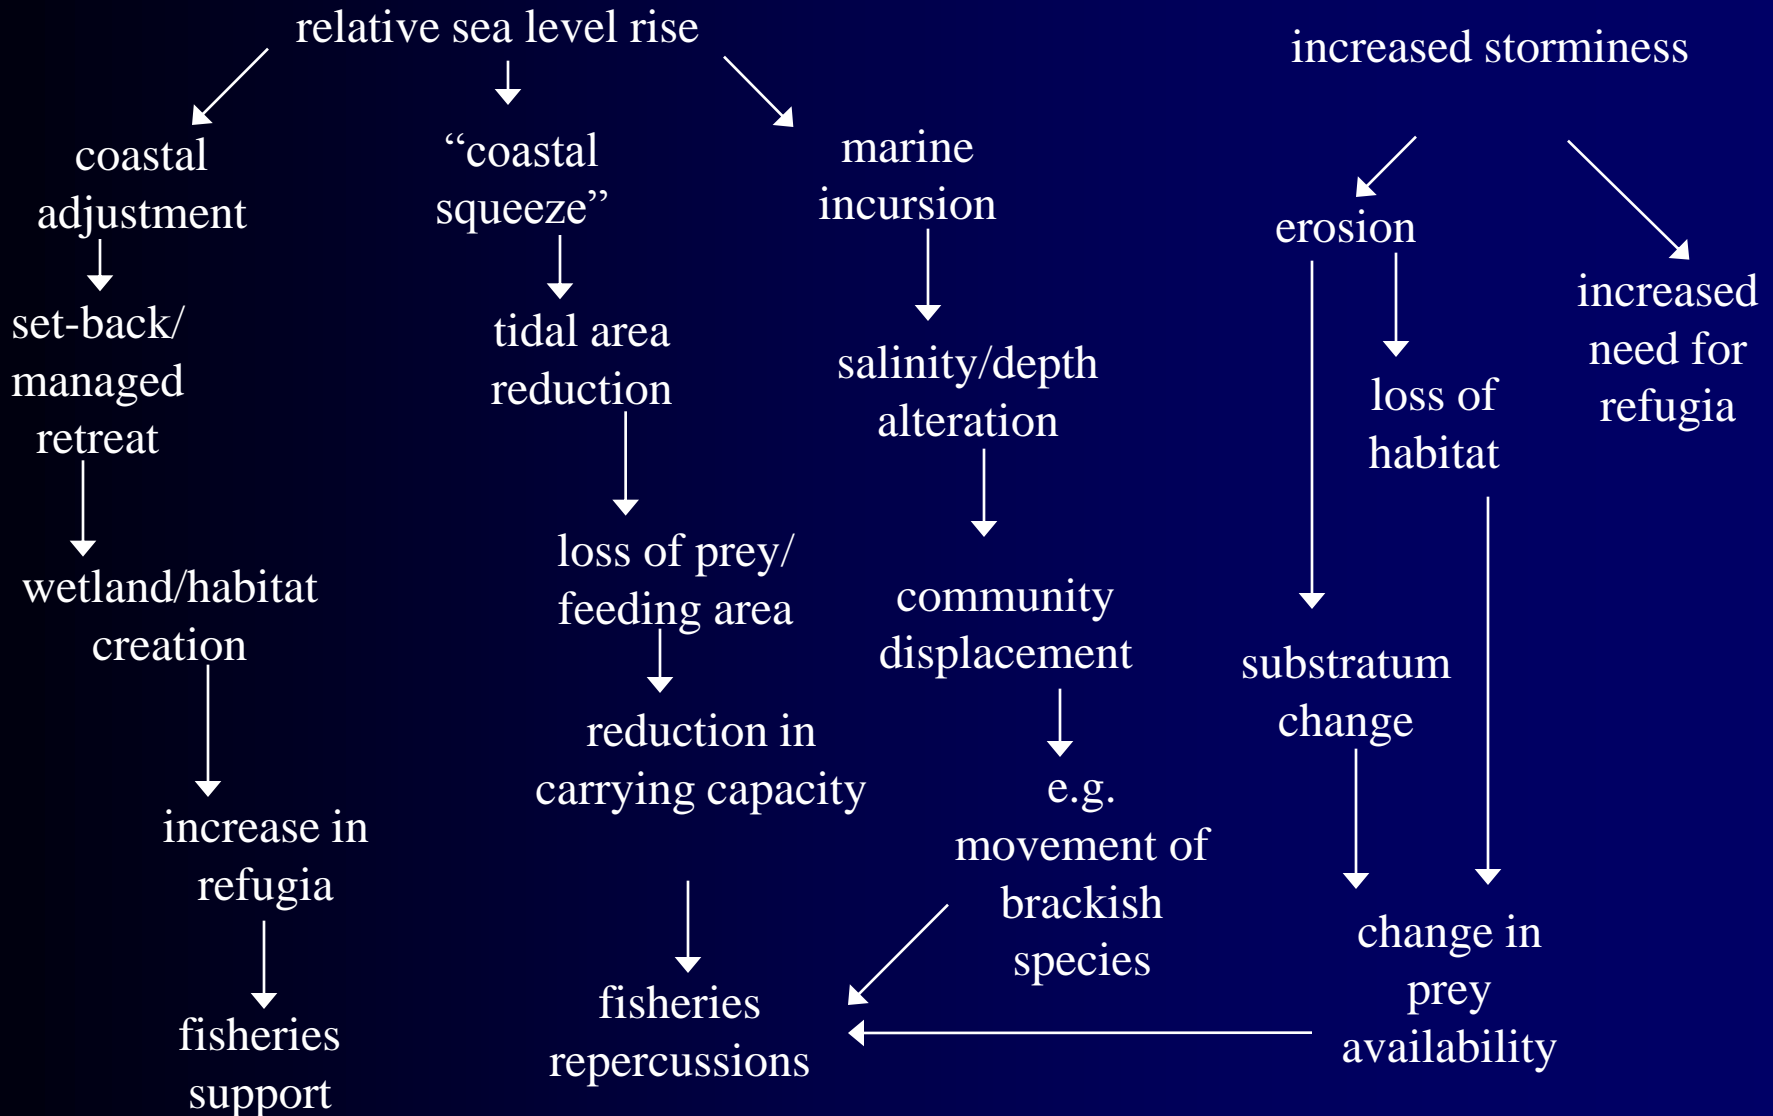 relative sea level rise
increased storminess
coastal
adjustment
“coastal
squeeze”
marine
incursion
erosion
increased
need for
refugia
set-back/
managed
retreat
tidal area
reduction
salinity/depth
alteration
loss of
habitat
wetland/habitat
creation
loss of prey/
feeding area
community
displacement
substratum
change
reduction in
carrying capacity
e.g.
movement of
brackish
species
increase in
refugia
change in
prey
availability
fisheries
support
fisheries
repercussions